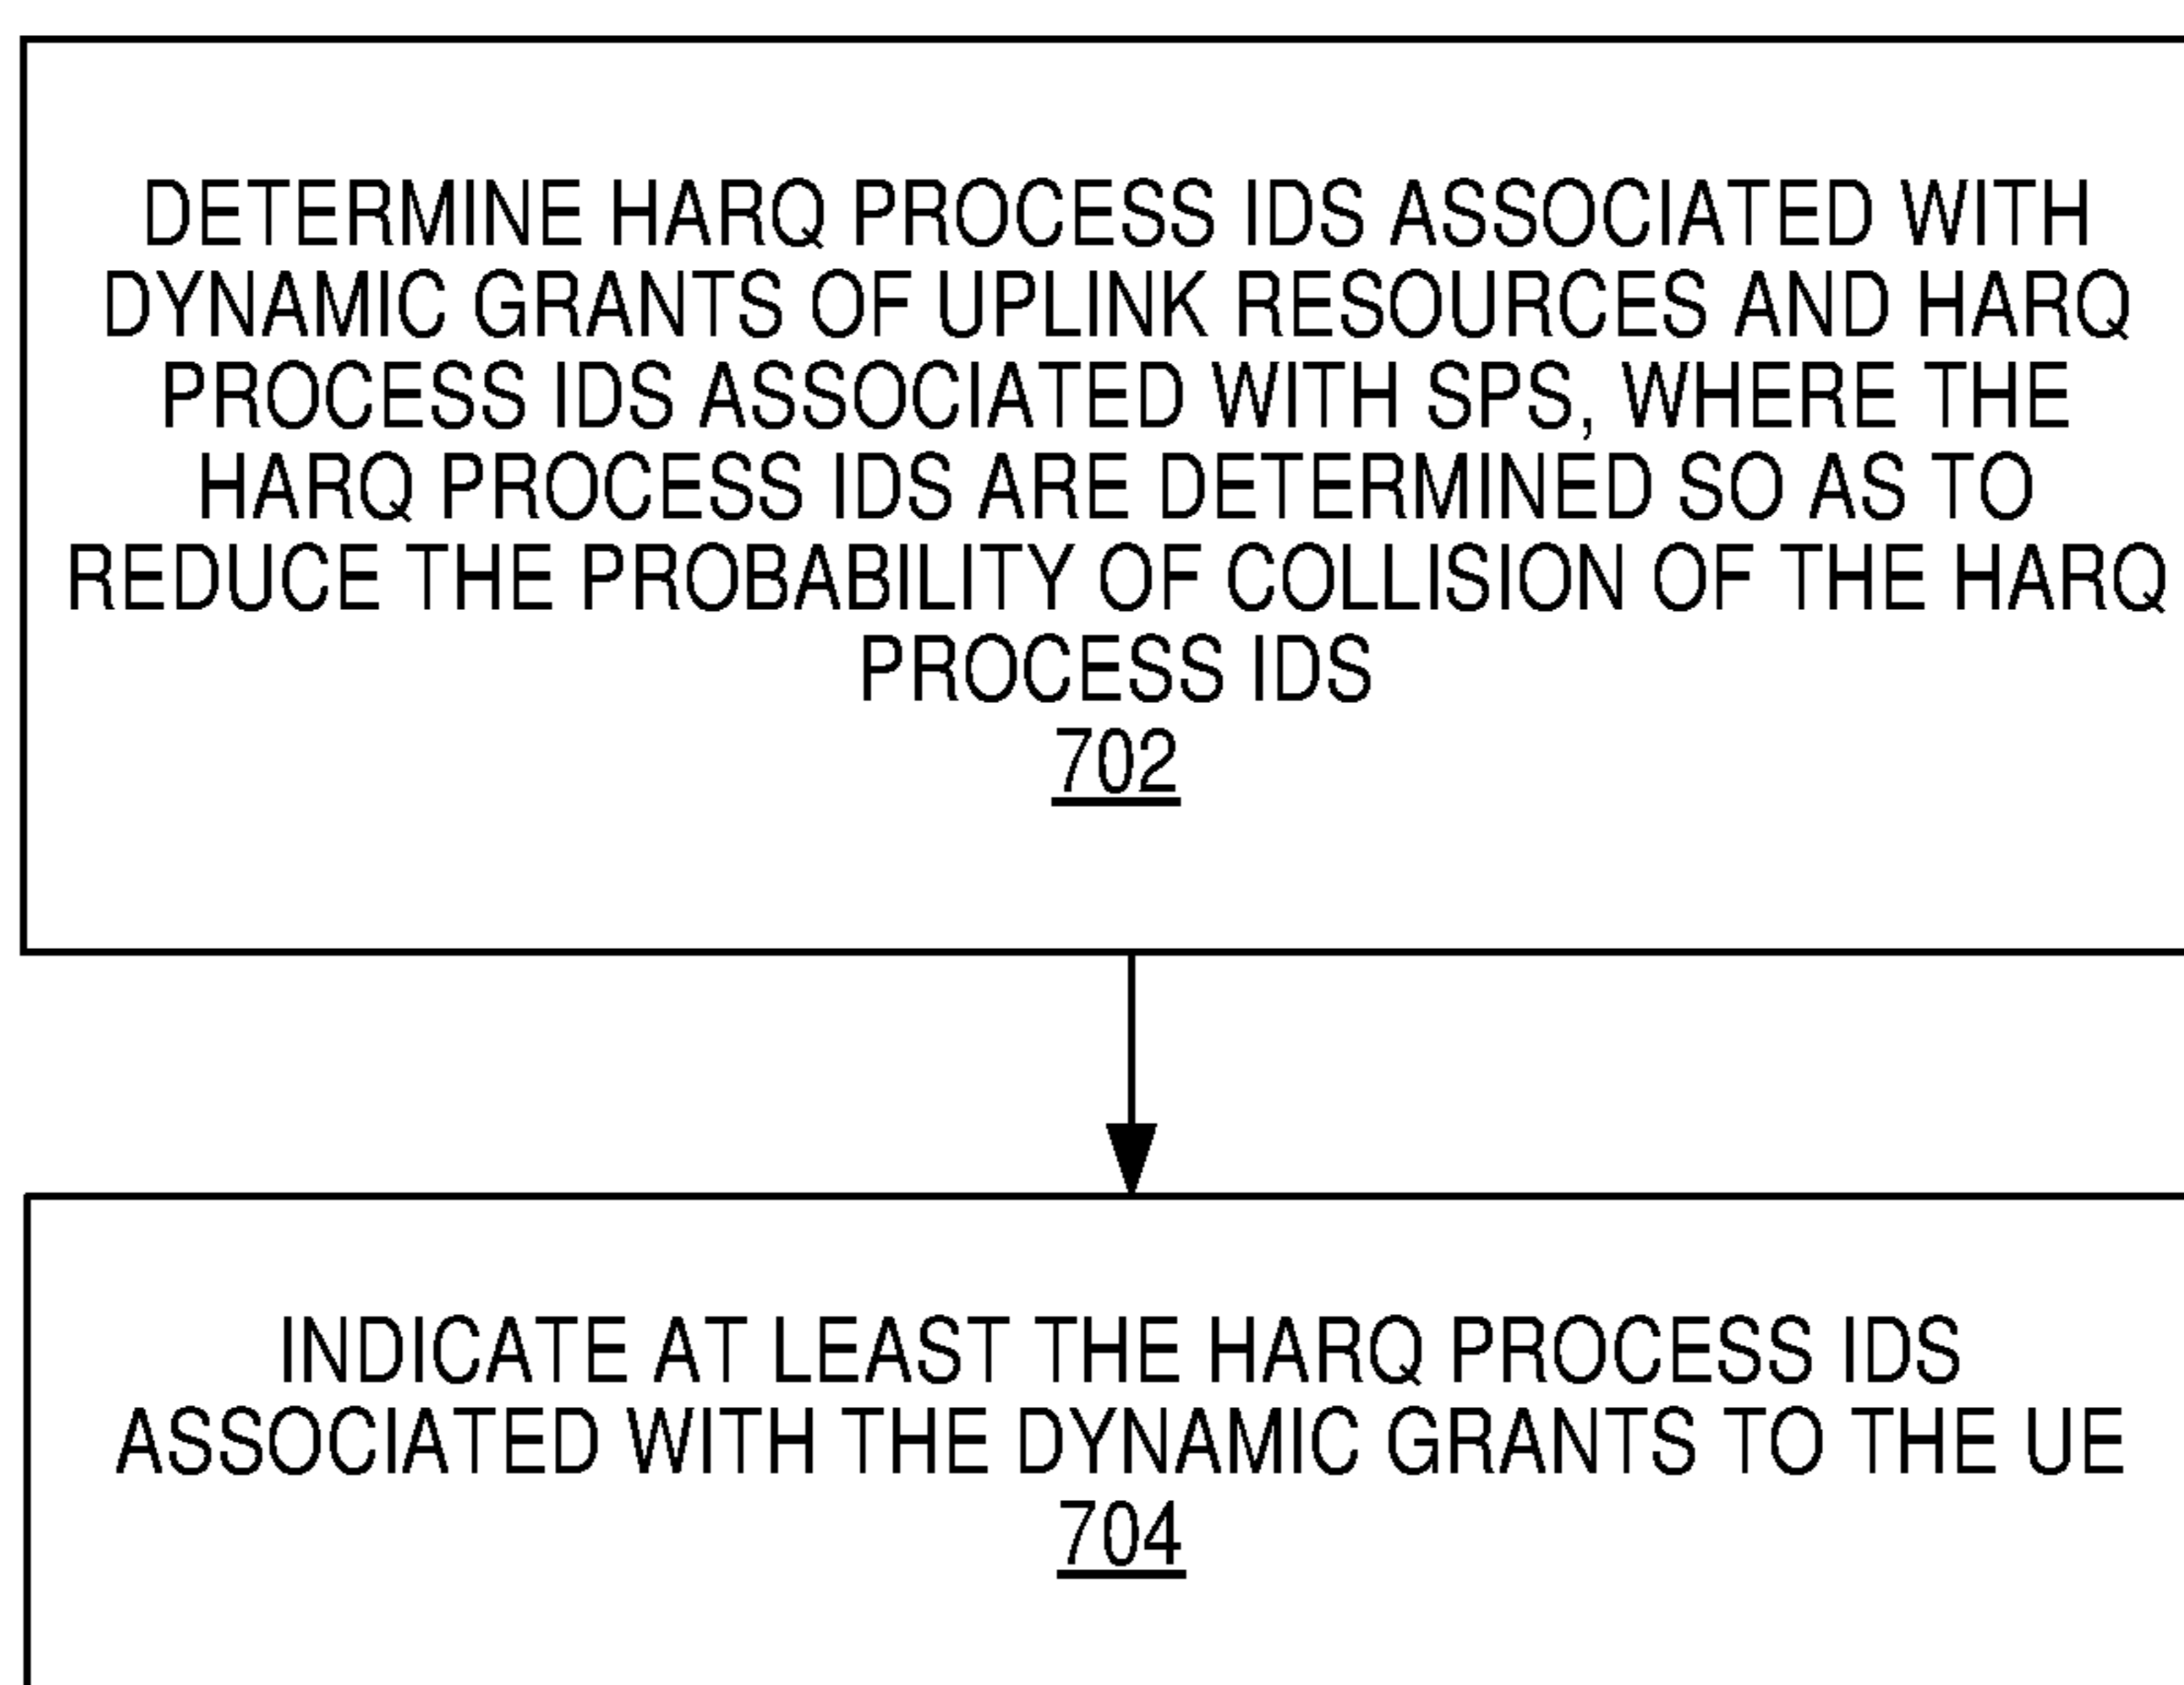 DETERMINE HARQ PROCESS IDS ASSOCIATED WITH
DYNAMIC GRANTS OF UPLINK RESOURCES AND HARQ
PROCESS IDS ASSOCIATED WITH SPS, WHERE THE
HARQ PROCESS IDS ARE DETERMINED SO AS TO
REDUCE THE PROBABILITY OF COLLISION OF THE HARQ
PROCESS IDS
702
INDICATE AT LEAST THE HARQ PROCESS IDS
ASSOCIATED WITH THE DYNAMIC GRANTS TO THE UE
704